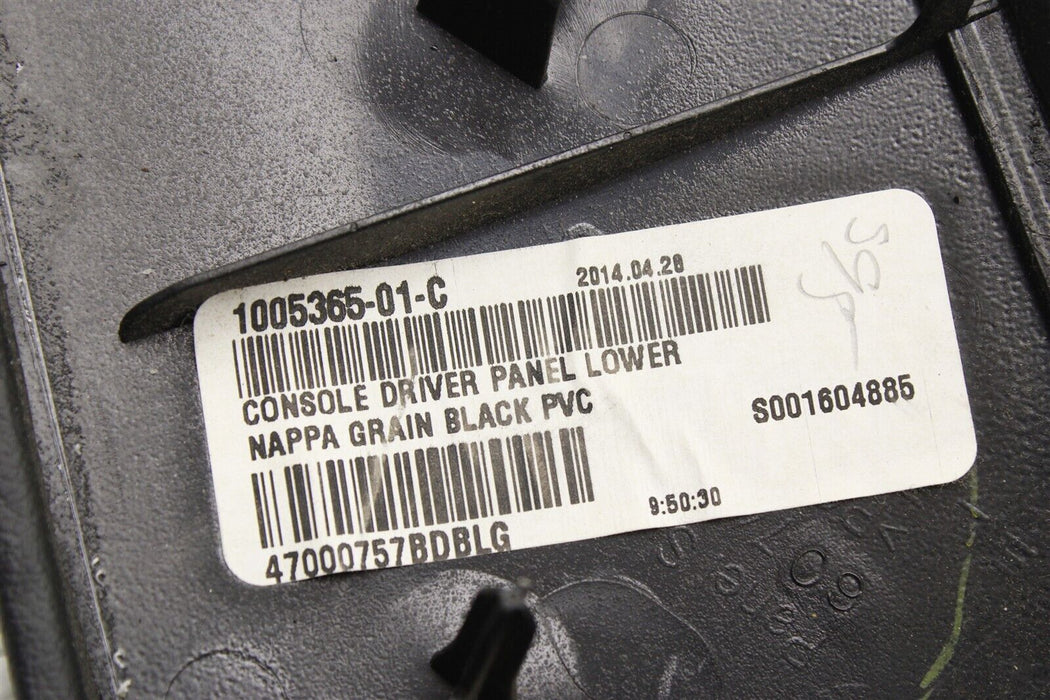 1005365-01-C
2014.04.28
CONSOLE DRIVER PANEL LOWER
NAPPA GRAIN BLACK PVC
S001604885
9:50:30
47000757BDBLG